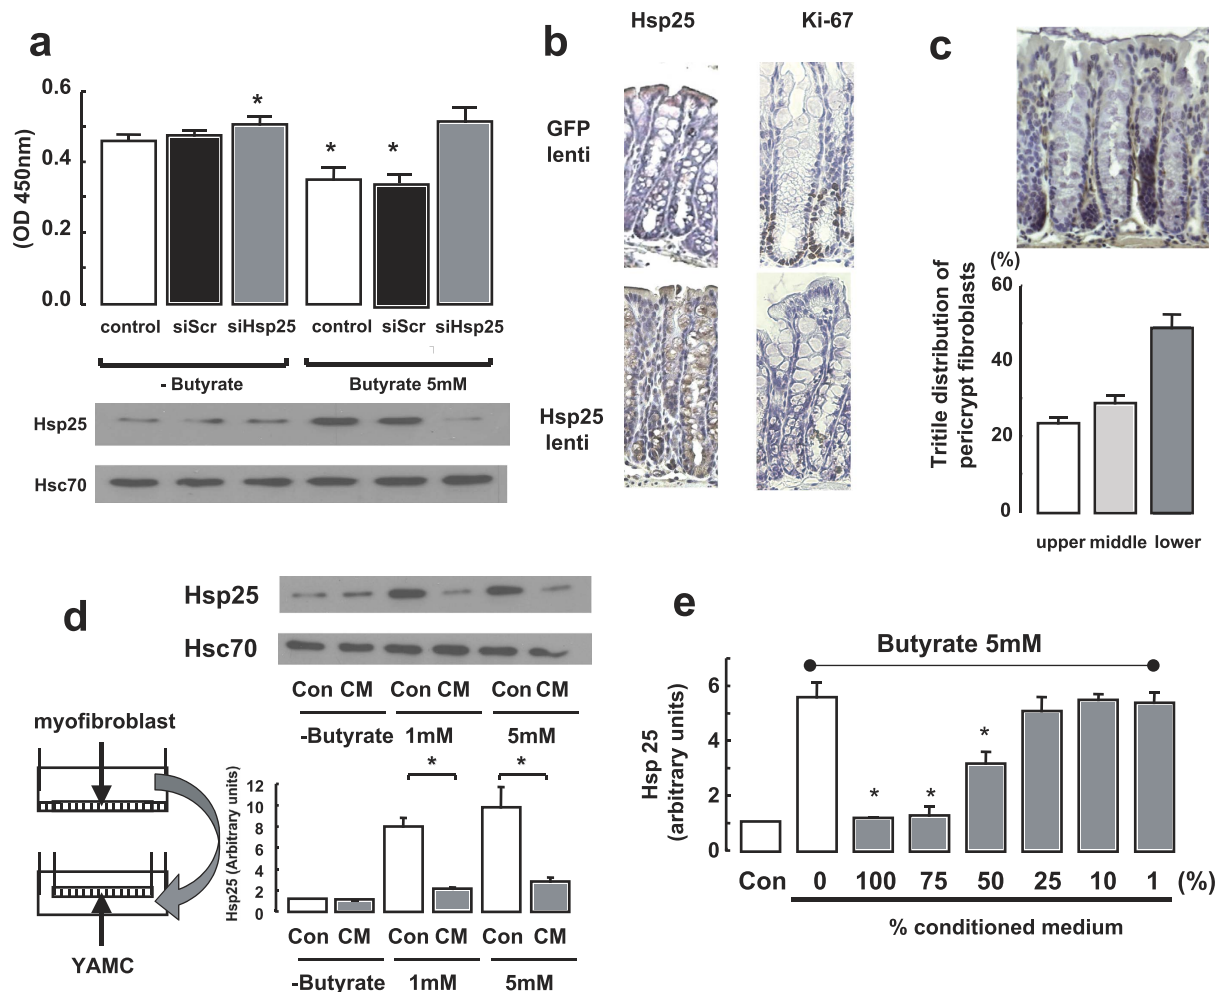 a
0.6
0.4
0.2
0.0
(OD 450nm)
*
*
*
control siScr siHsp25 control siScr siHsp25
- Butyrate Butyrate 5mM
Hsp25
Hsc70
b
Hsp25 Ki-67
GFP
lenti
Hsp25
lenti
c
(%)
60
40
20
0
Tritile distribution of
pericrypt fibroblasts
upper middle lower
d
Hsp25
Hsc70
Con CM Con CM Con CM
-Butyrate 1mM 5mM
myofibroblast
YAMC
* *
12
10
8
6
4
2
0
Hsp25 (Arbitrary units)
Con CM Con CM Con CM
-Butyrate 1mM 5mM
e
Butyrate 5mM
6
4
2
0
Hsp 25
(arbitrary units)
*
* *
Con 0 100 75 50 25 10 1 (%)
% conditioned medium